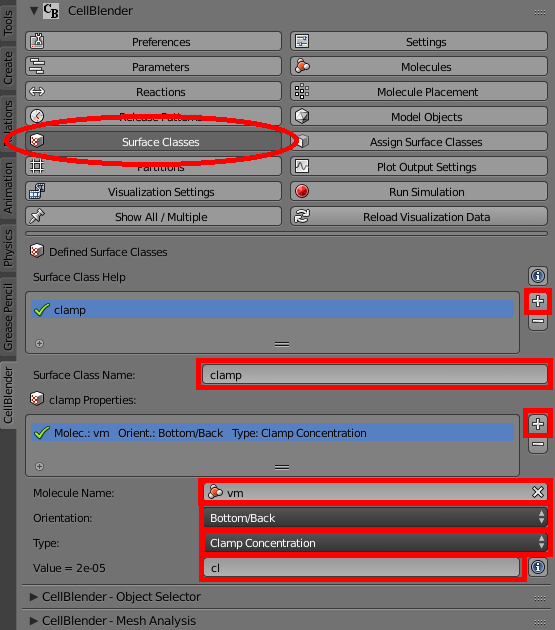 CellBlender
Preferences
Settings
Parameters
Molecules
Reactions
Molecule Placement
Release Patterns
Model Objects
Surface Classes
Assign Surface Classes
Partitions
Plot Output Settings
Visualization Settings
Run Simulation
Show All / Multiple
Reload Visualization Data
Defined Surface Classes
Surface Class Help
clamp
Surface Class Name:
clamp
clamp Properties:
Molec.: vm Orient.: Bottom/Back Type: Clamp Concentration
Molecule Name:
vm
Orientation:
Bottom/Back
Type:
Clamp Concentration
Value = 2e-05
cl
CellBlender - Object Selector
CellBlender - Mesh Analysis
Tools
Create
Animation
Physics
Grease Pencil
CellBlender